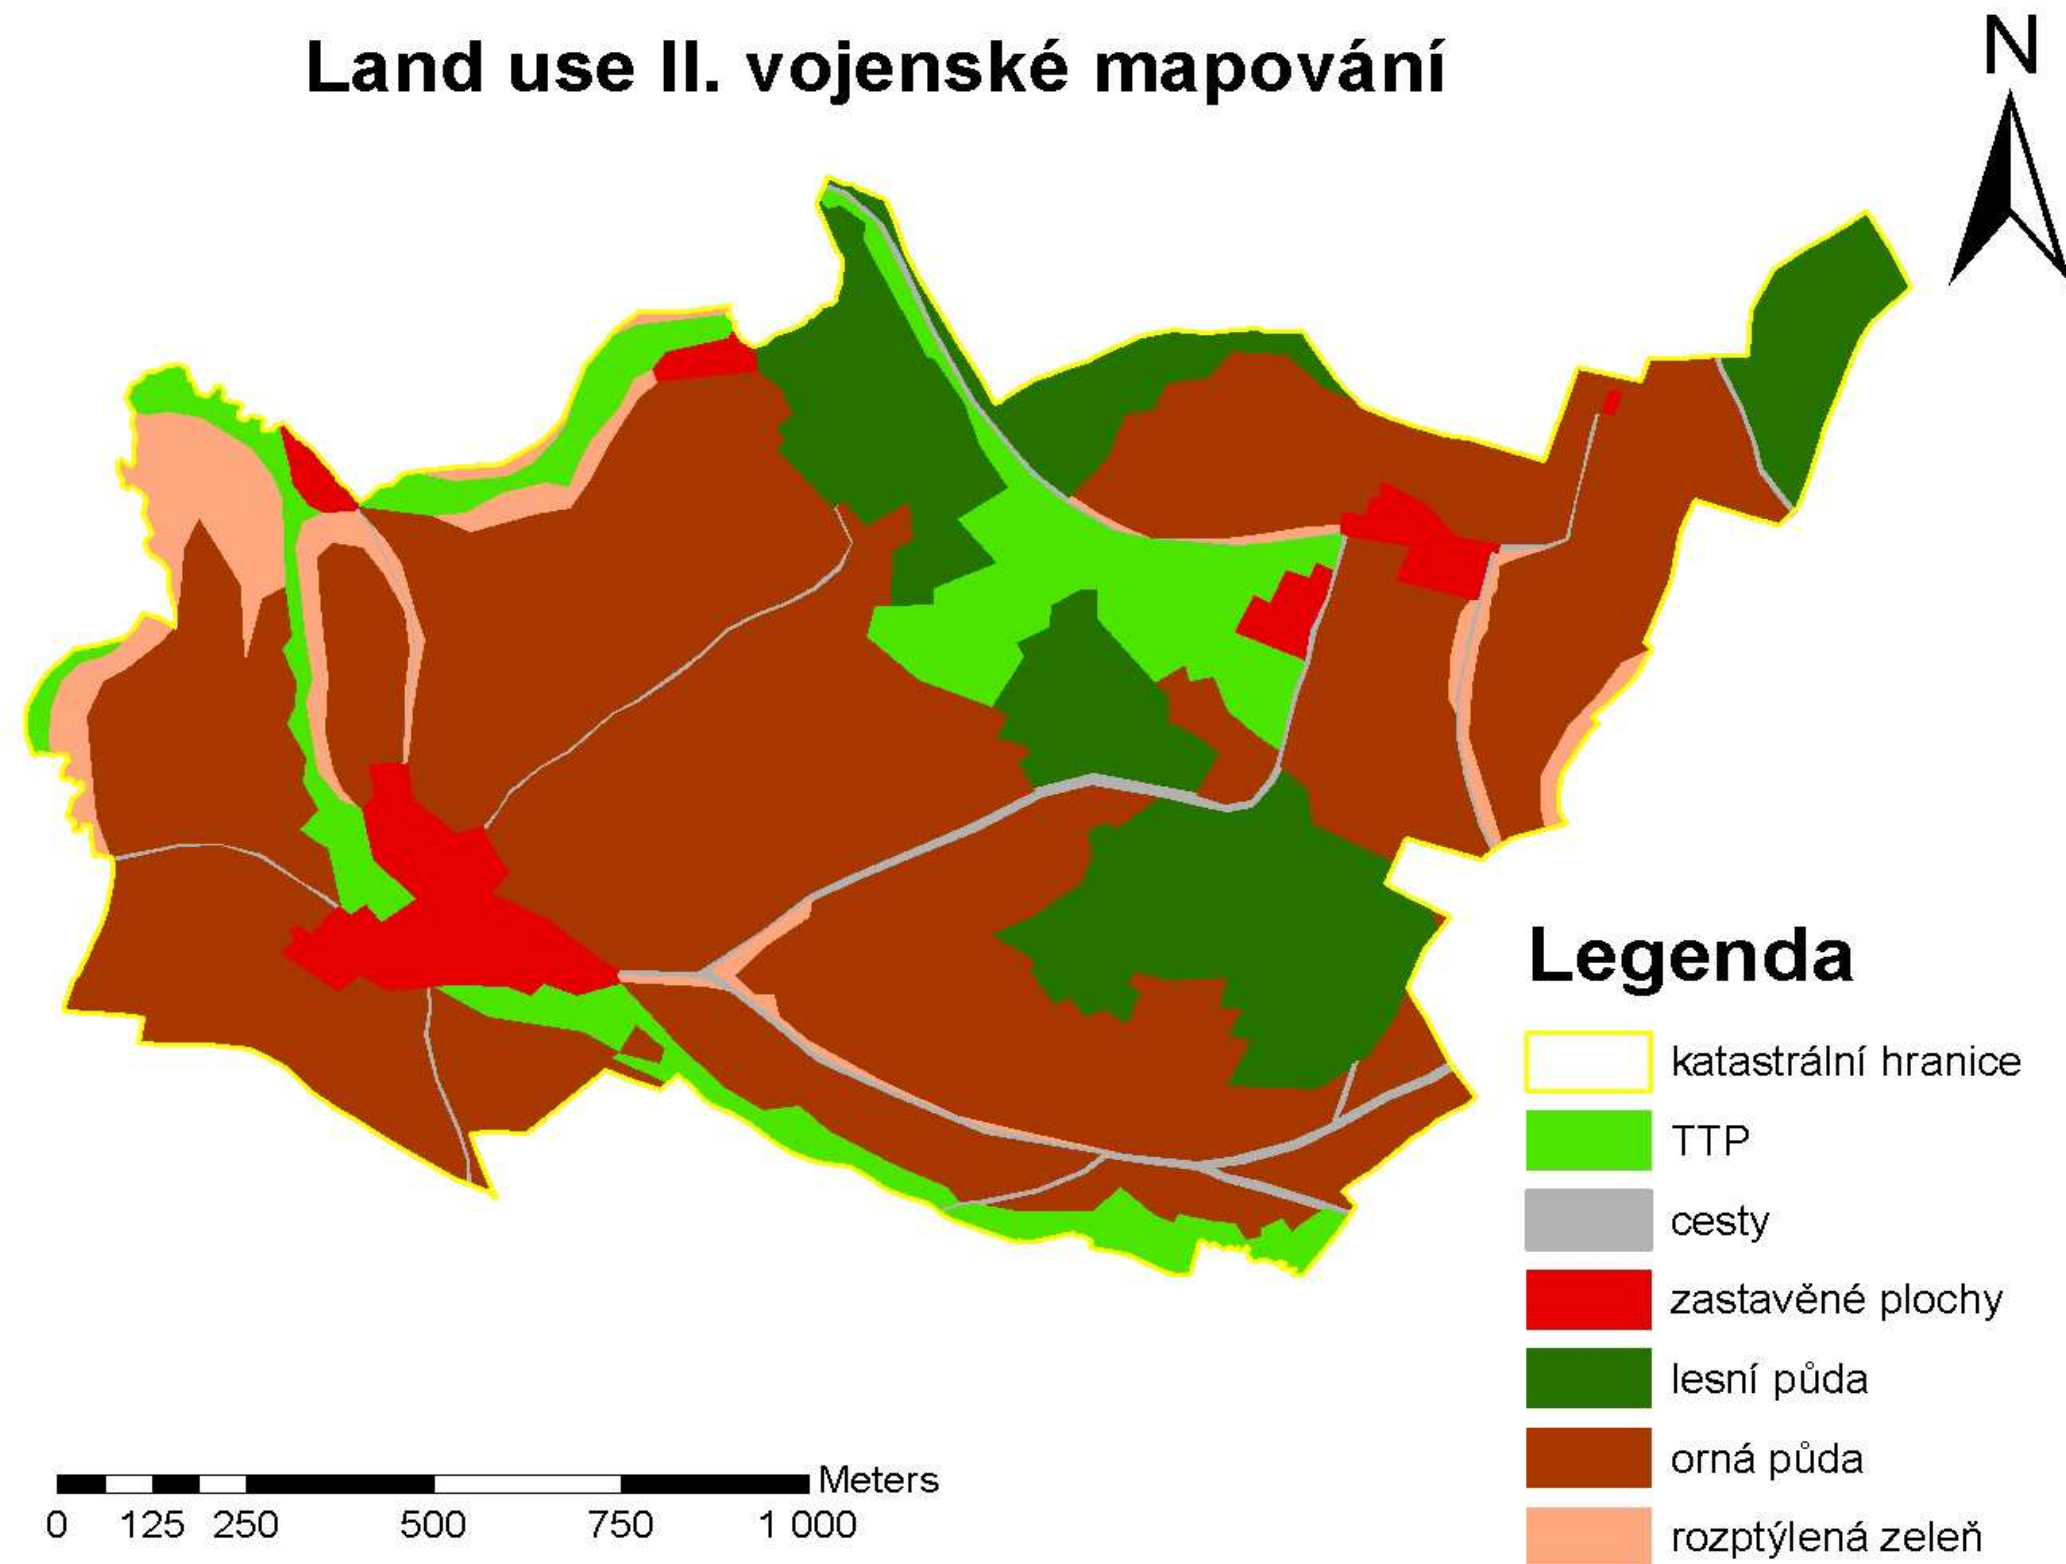 Land use II. vojenské mapování
N
Legenda
katastrální hranice
TTP
cesty
zastavěné plochy
lesní půda
orná půda
rozptýlená zeleň
Meters
0 125 250 500 750 1 000